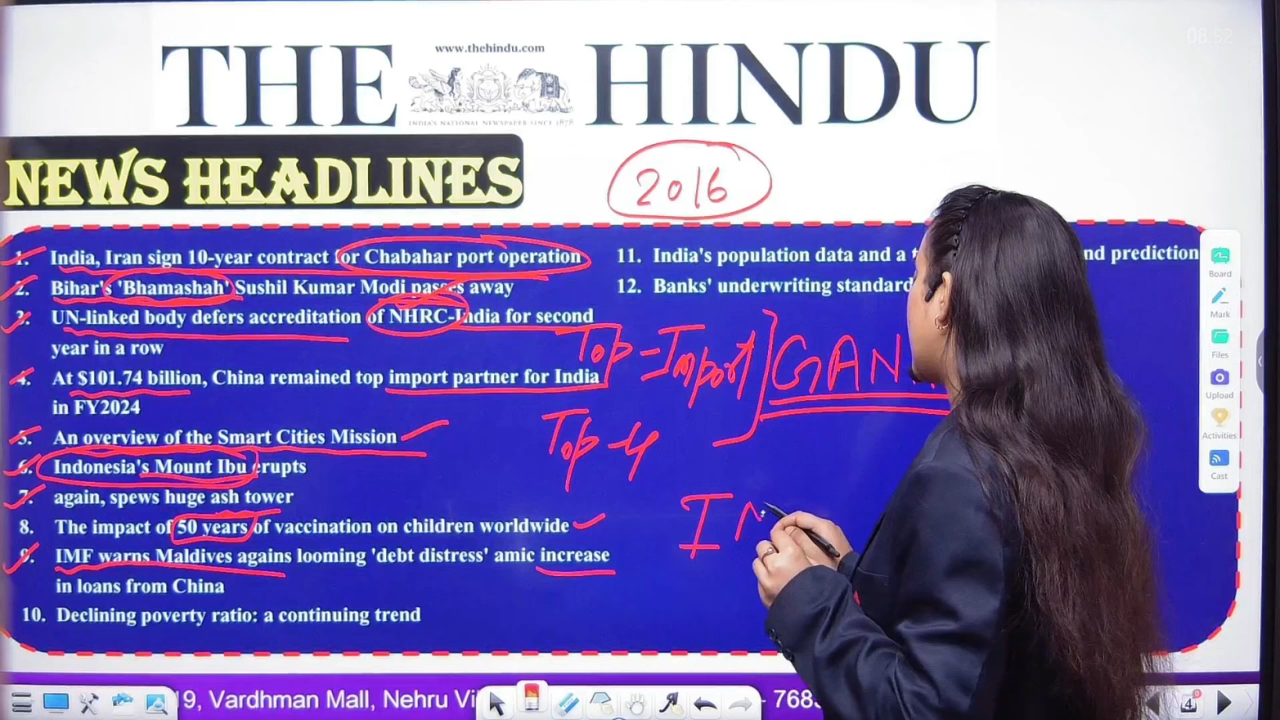 08:52
THE HINDU
www.thehindu.com
INDIA'S NATIONAL NEWSPAPER SINCE 1878
NEWS HEADLINES
2016
1. India, Iran sign 10-year contract for Chabahar port operation
2. Bihar's 'Bhamashah' Sushil Kumar Modi passes away
3. UN-linked body defers accreditation of NHRC-India for second
year in a row
4. At $101.74 billion, China remained top import partner for India
in FY2024
5. An overview of the Smart Cities Mission
6. Indonesia's Mount Ibu erupts
7. again, spews huge ash tower
8. The impact of 50 years of vaccination on children worldwide
9. IMF warns Maldives agains looming 'debt distress' amic increase
in loans from China
10. Declining poverty ratio: a continuing trend
11. India's population data and a nd prediction
12. Banks' underwriting standard
Top - Import
GAN
Top - 4
I
Board
Mark
Files
Upload
Activities
Cast
19, Vardhman Mall, Nehru Vi - 768
4